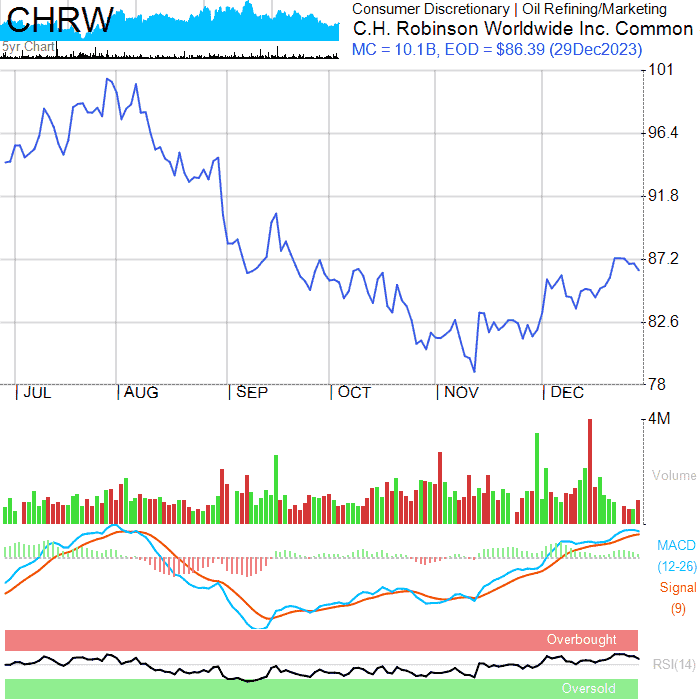 CHRW
5yr Chart
Consumer Discretionary | Oil Refining/Marketing
C.H. Robinson Worldwide Inc. Common
MC = 10.1B, EOD = $86.39 (29Dec2023)
101
96.4
91.8
87.2
82.6
78
JUL AUG SEP OCT NOV DEC
4M
Volume
MACD
(12-26)
Signal
(9)
Overbought
RSI(14)
Oversold